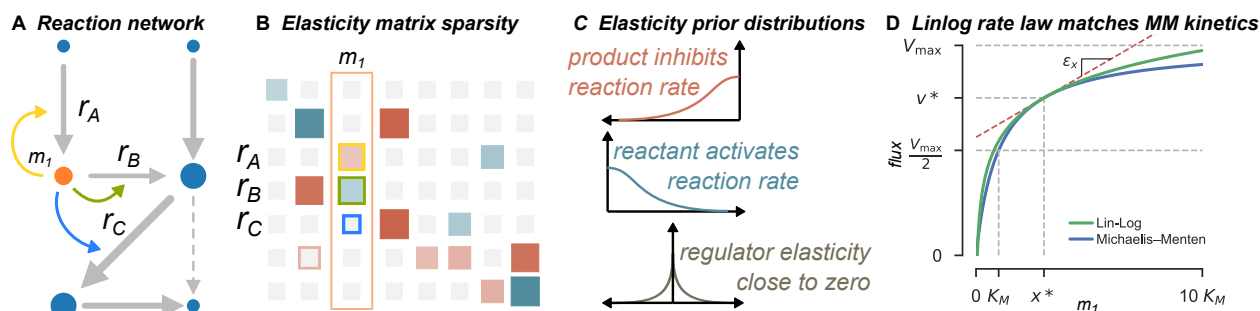 A Reaction network
r_A
m_1
r_B
r_C
B Elasticity matrix sparsity
m_1
r_A
r_B
r_C
C Elasticity prior distributions
product inhibits
reaction rate
reactant activates
reaction rate
regulator elasticity
close to zero
D Linlog rate law matches MM kinetics
V_max
v*
V_max
2
0
flux
ε_x
Lin-Log
Michaelis–Menten
0 K_M x* 10 K_M
m_1